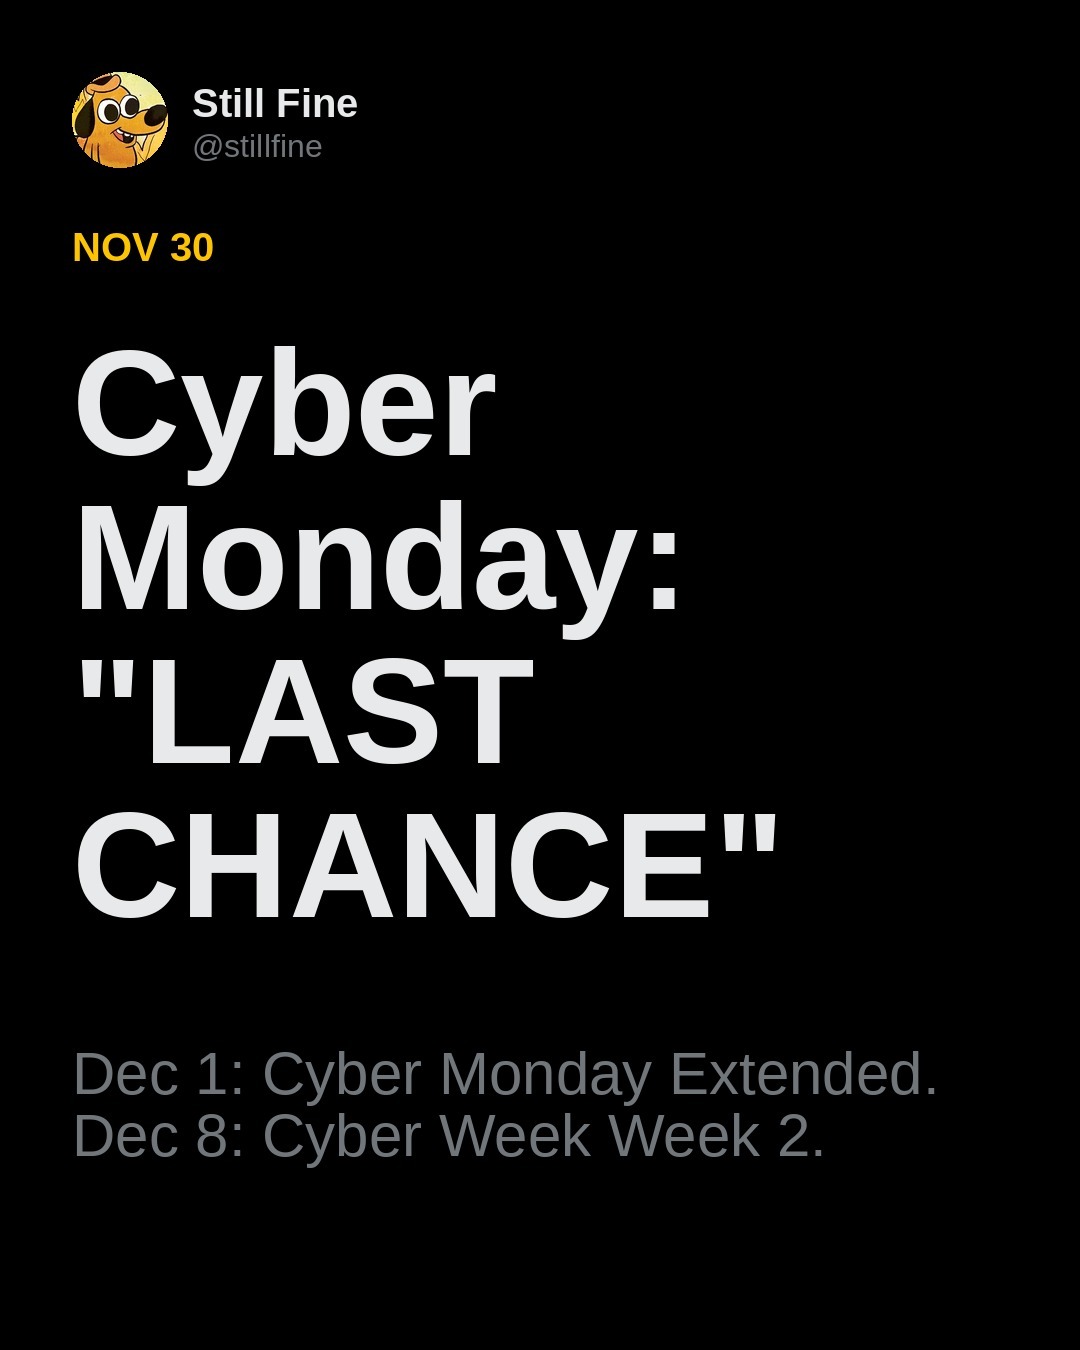 Still Fine
@stillfine
NOV 30
Cyber
Monday:
"LAST
CHANCE"
Dec 1: Cyber Monday Extended.
Dec 8: Cyber Week Week 2.